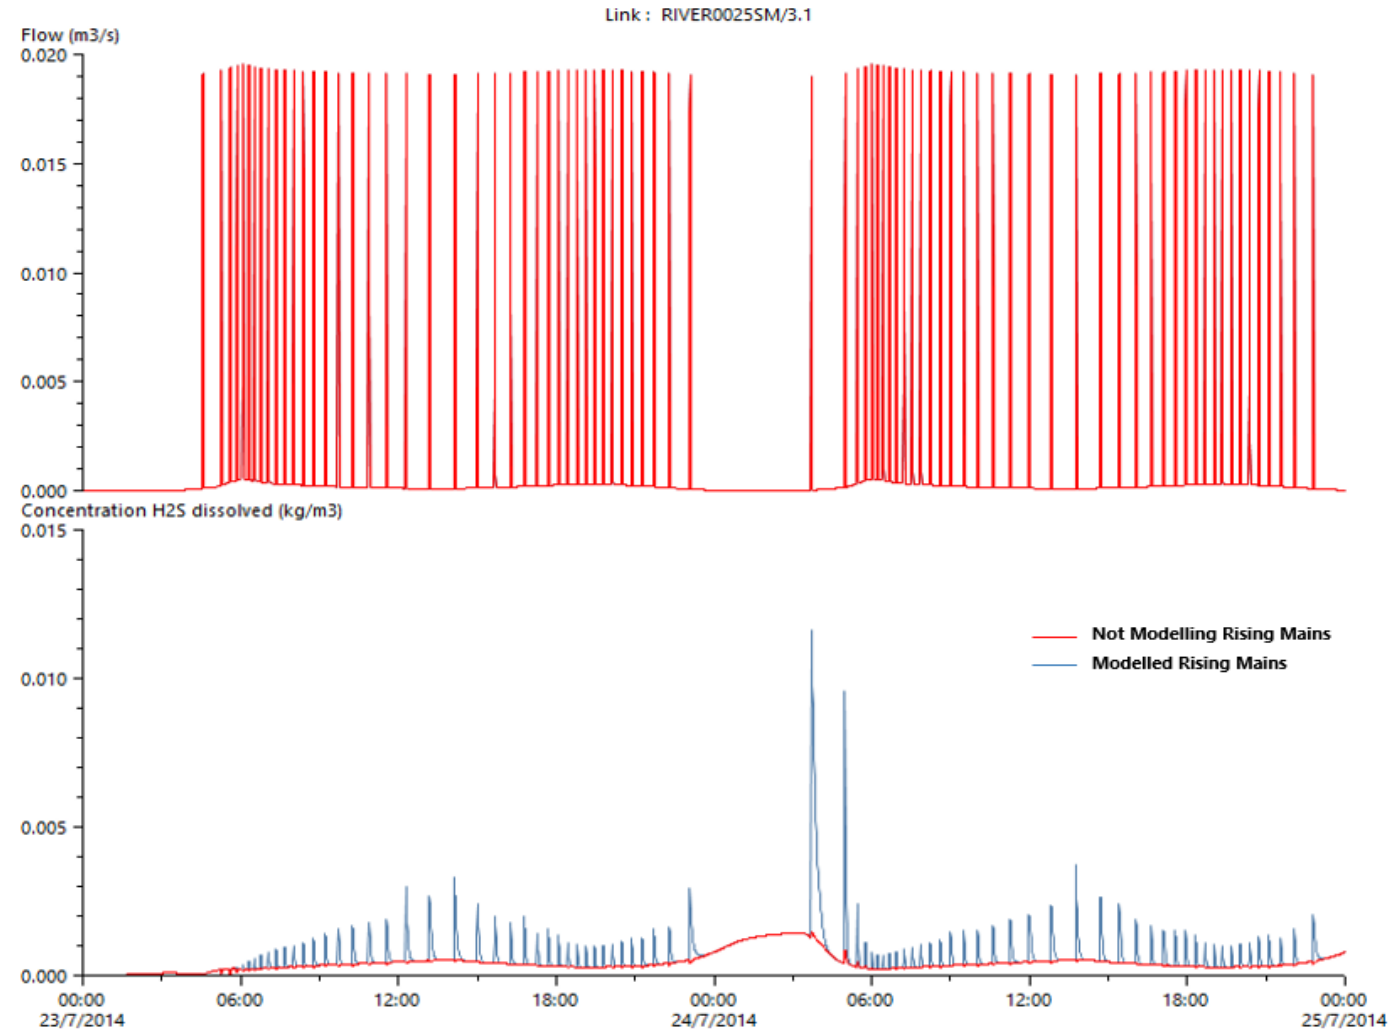 Link : RIVER0025SM/3.1
Flow (m3/s)
0.020
0.015
0.010
0.005
0.000
Concentration H2S dissolved (kg/m3)
0.015
0.010
0.005
0.000
Not Modelling Rising Mains
Modelled Rising Mains
00:00 06:00 12:00 18:00 00:00 06:00 12:00 18:00 00:00
23/7/2014 24/7/2014 25/7/2014